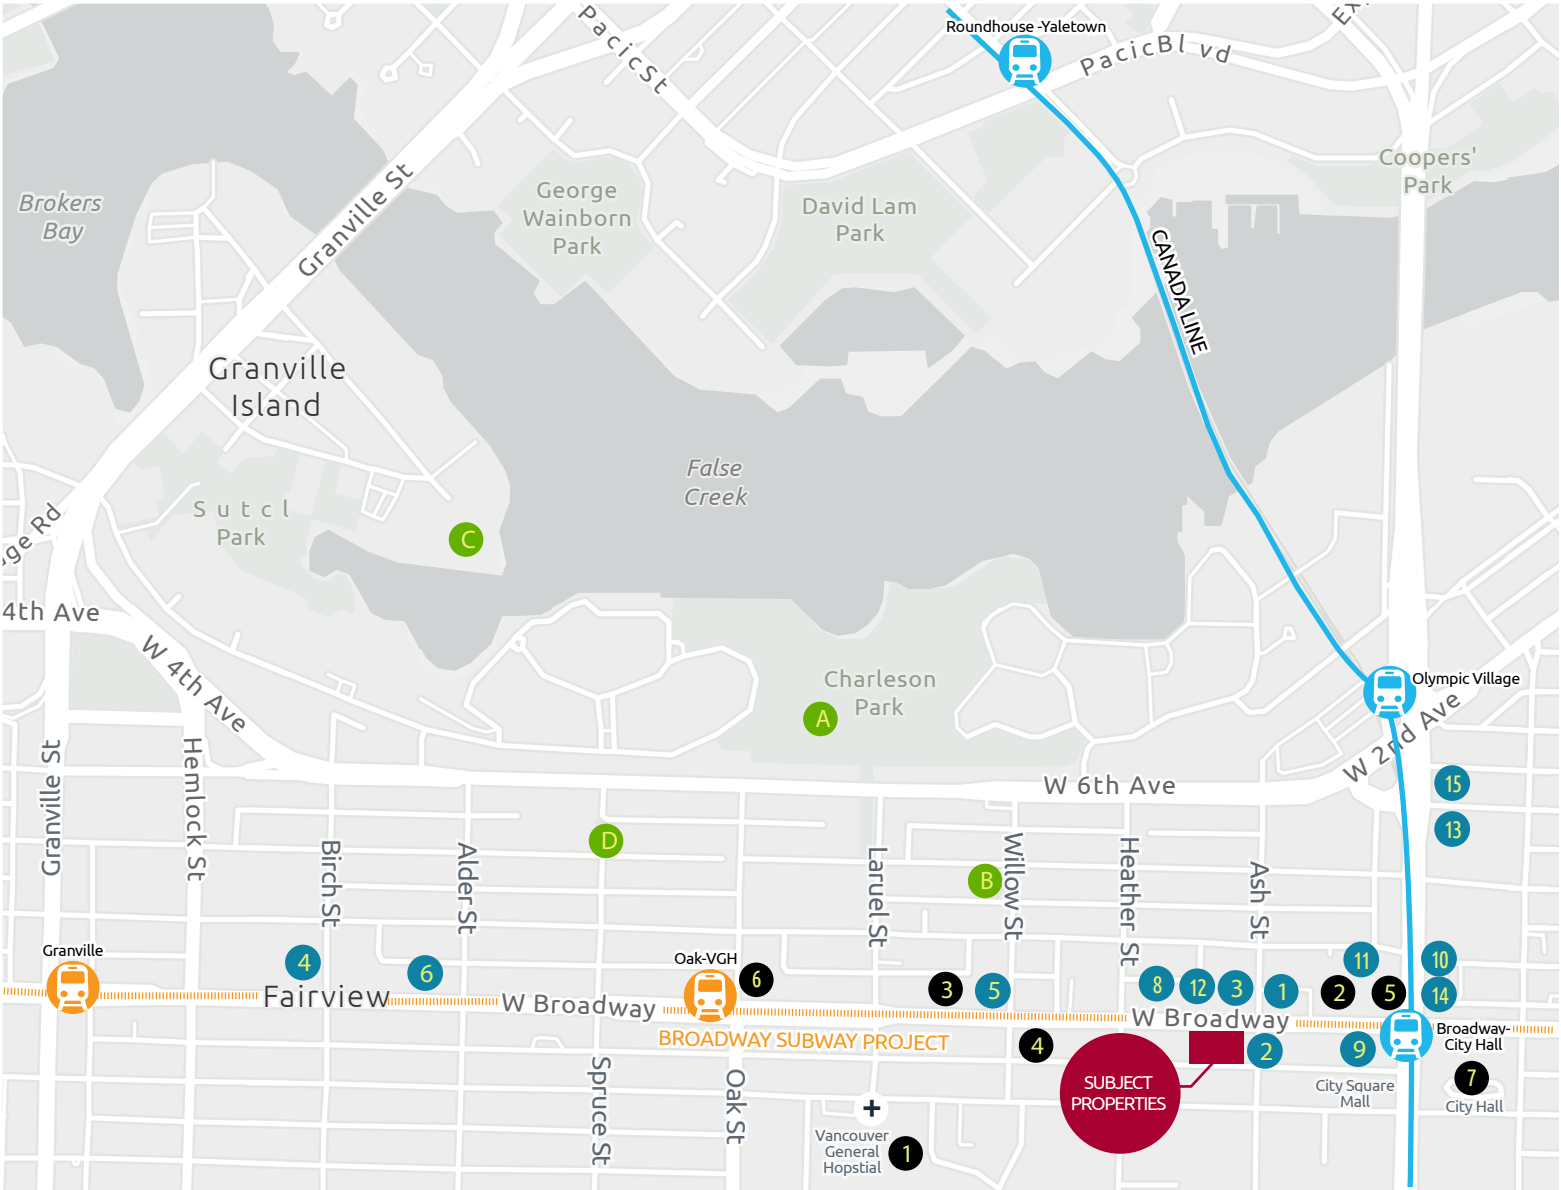 Roundhouse -Yaletown
PacicSt
PacicBl vd
Ex
Coopers'
Park
Brokers
Bay
Granville St
George
Wainborn
Park
David Lam
Park
CANADA LINE
Granville
Island
False
Creek
Sutcl
Park
C
ge Rd
4th Ave
W 4th Ave
Charleson
Park
A
Olympic Village
W 2nd Ave
W 6th Ave
15
13
Granville St
Hemlock St
Birch St
Alder St
D
Laruel St
B
Willow St
Heather St
Ash St
Granville
4
6
Fairview
W Broadway
Oak-VGH
6
BROADWAY SUBWAY PROJECT
3
5
8
12
3
1
2
11
5
10
14
W Broadway
4
2
9
Broadway-
City Hall
7
City Hall
City Square
Mall
SUBJECT
PROPERTIES
Spruce St
Oak St
Vancouver
General
Hopstial
1